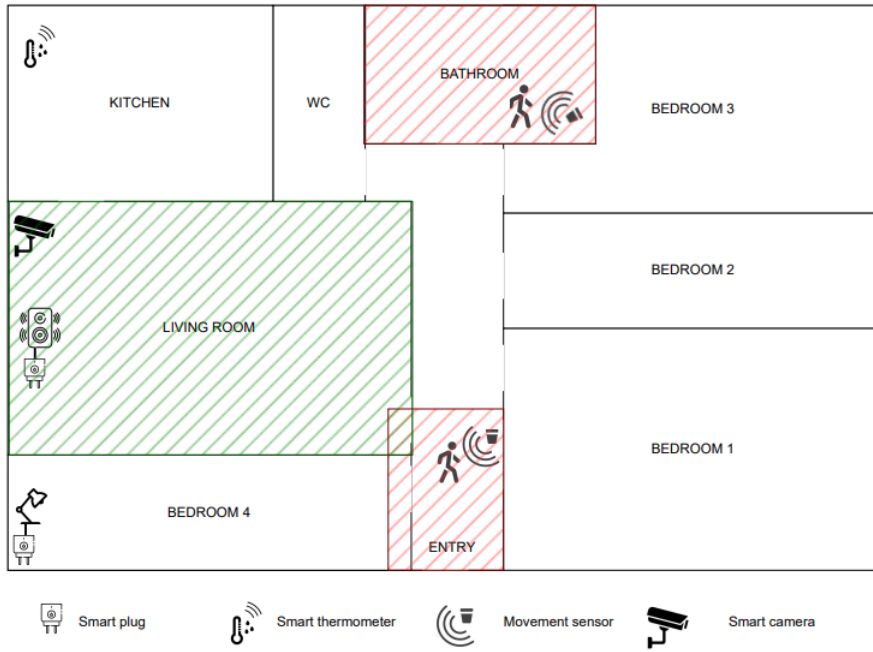 BATHROOM
KITCHEN
WC
BEDROOM 3
BEDROOM 2
LIVING ROOM
BEDROOM 1
BEDROOM 4
ENTRY
Smart plug
Smart thermometer
Movement sensor
Smart camera